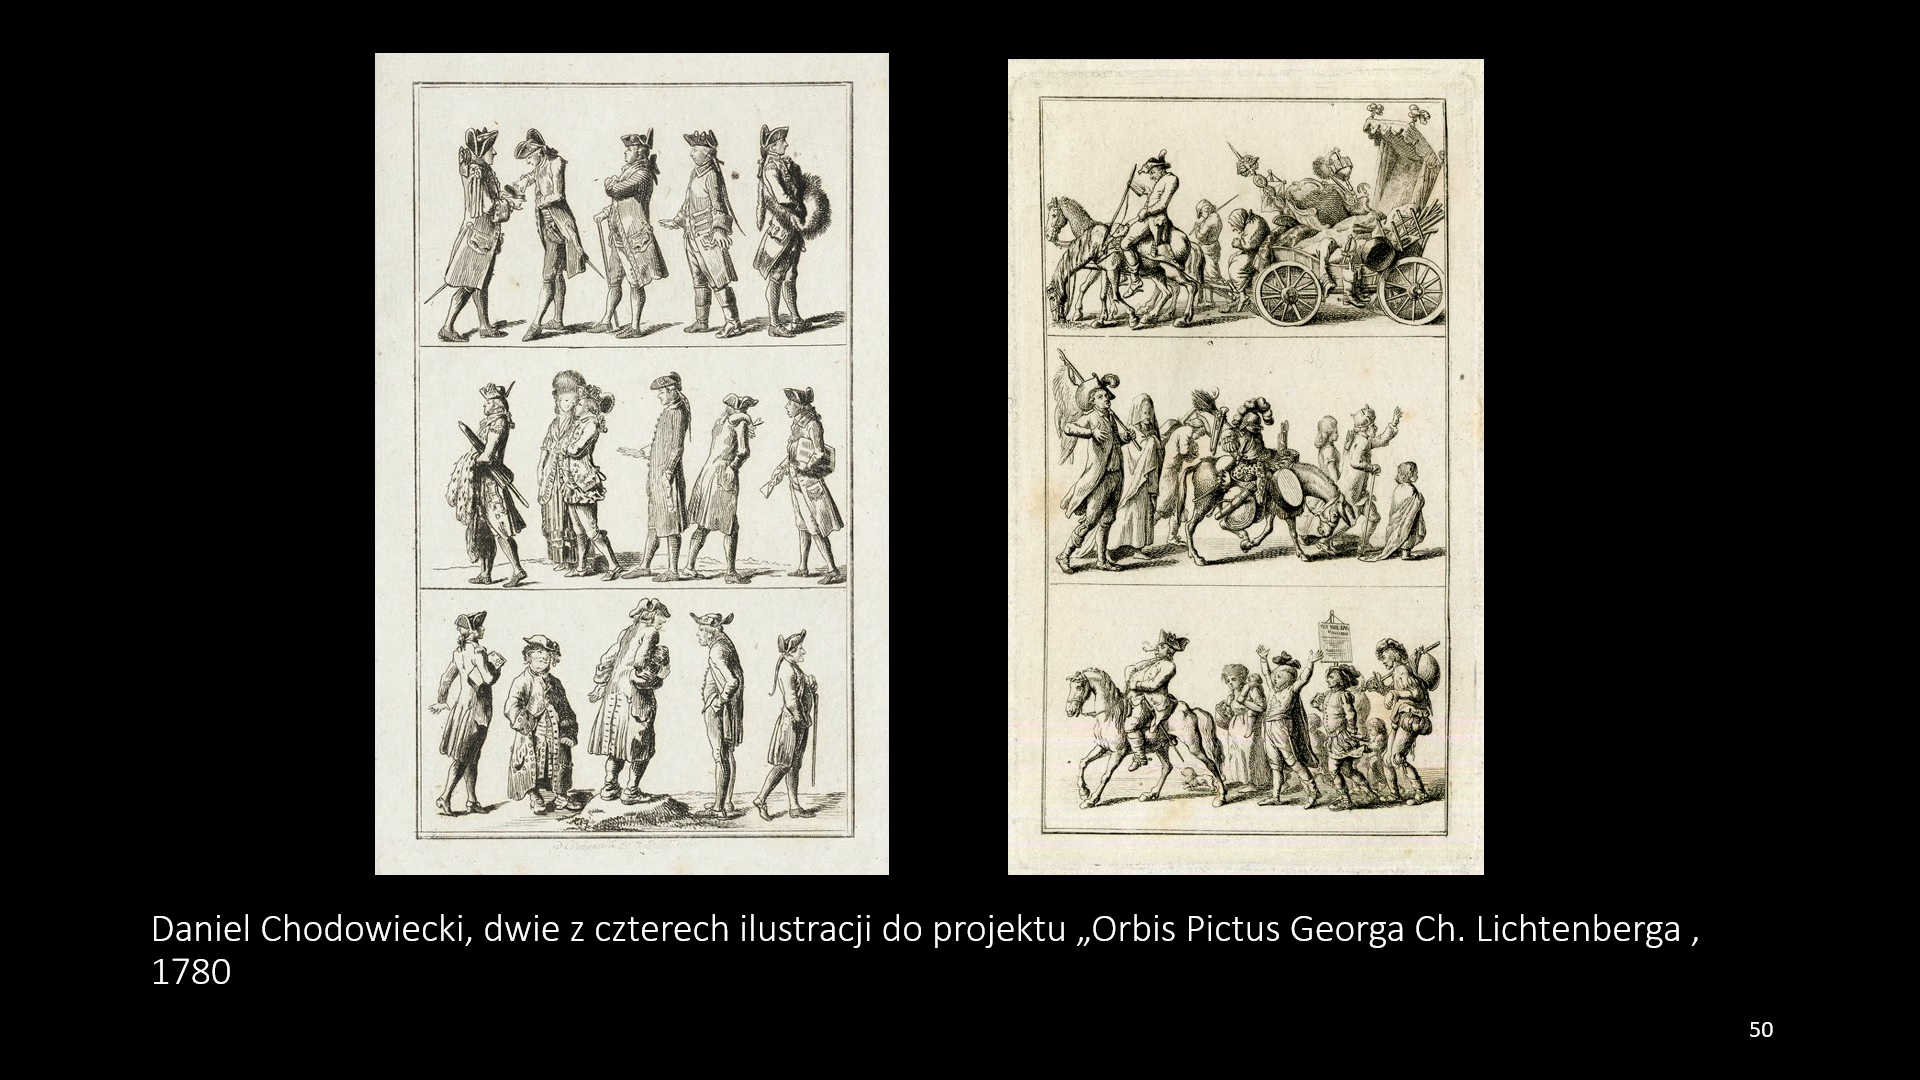 Daniel Chodowiecki, dwie z czterech ilustracji do projektu „Orbis Pictus Georga Ch. Lichtenberga ,
1780
50